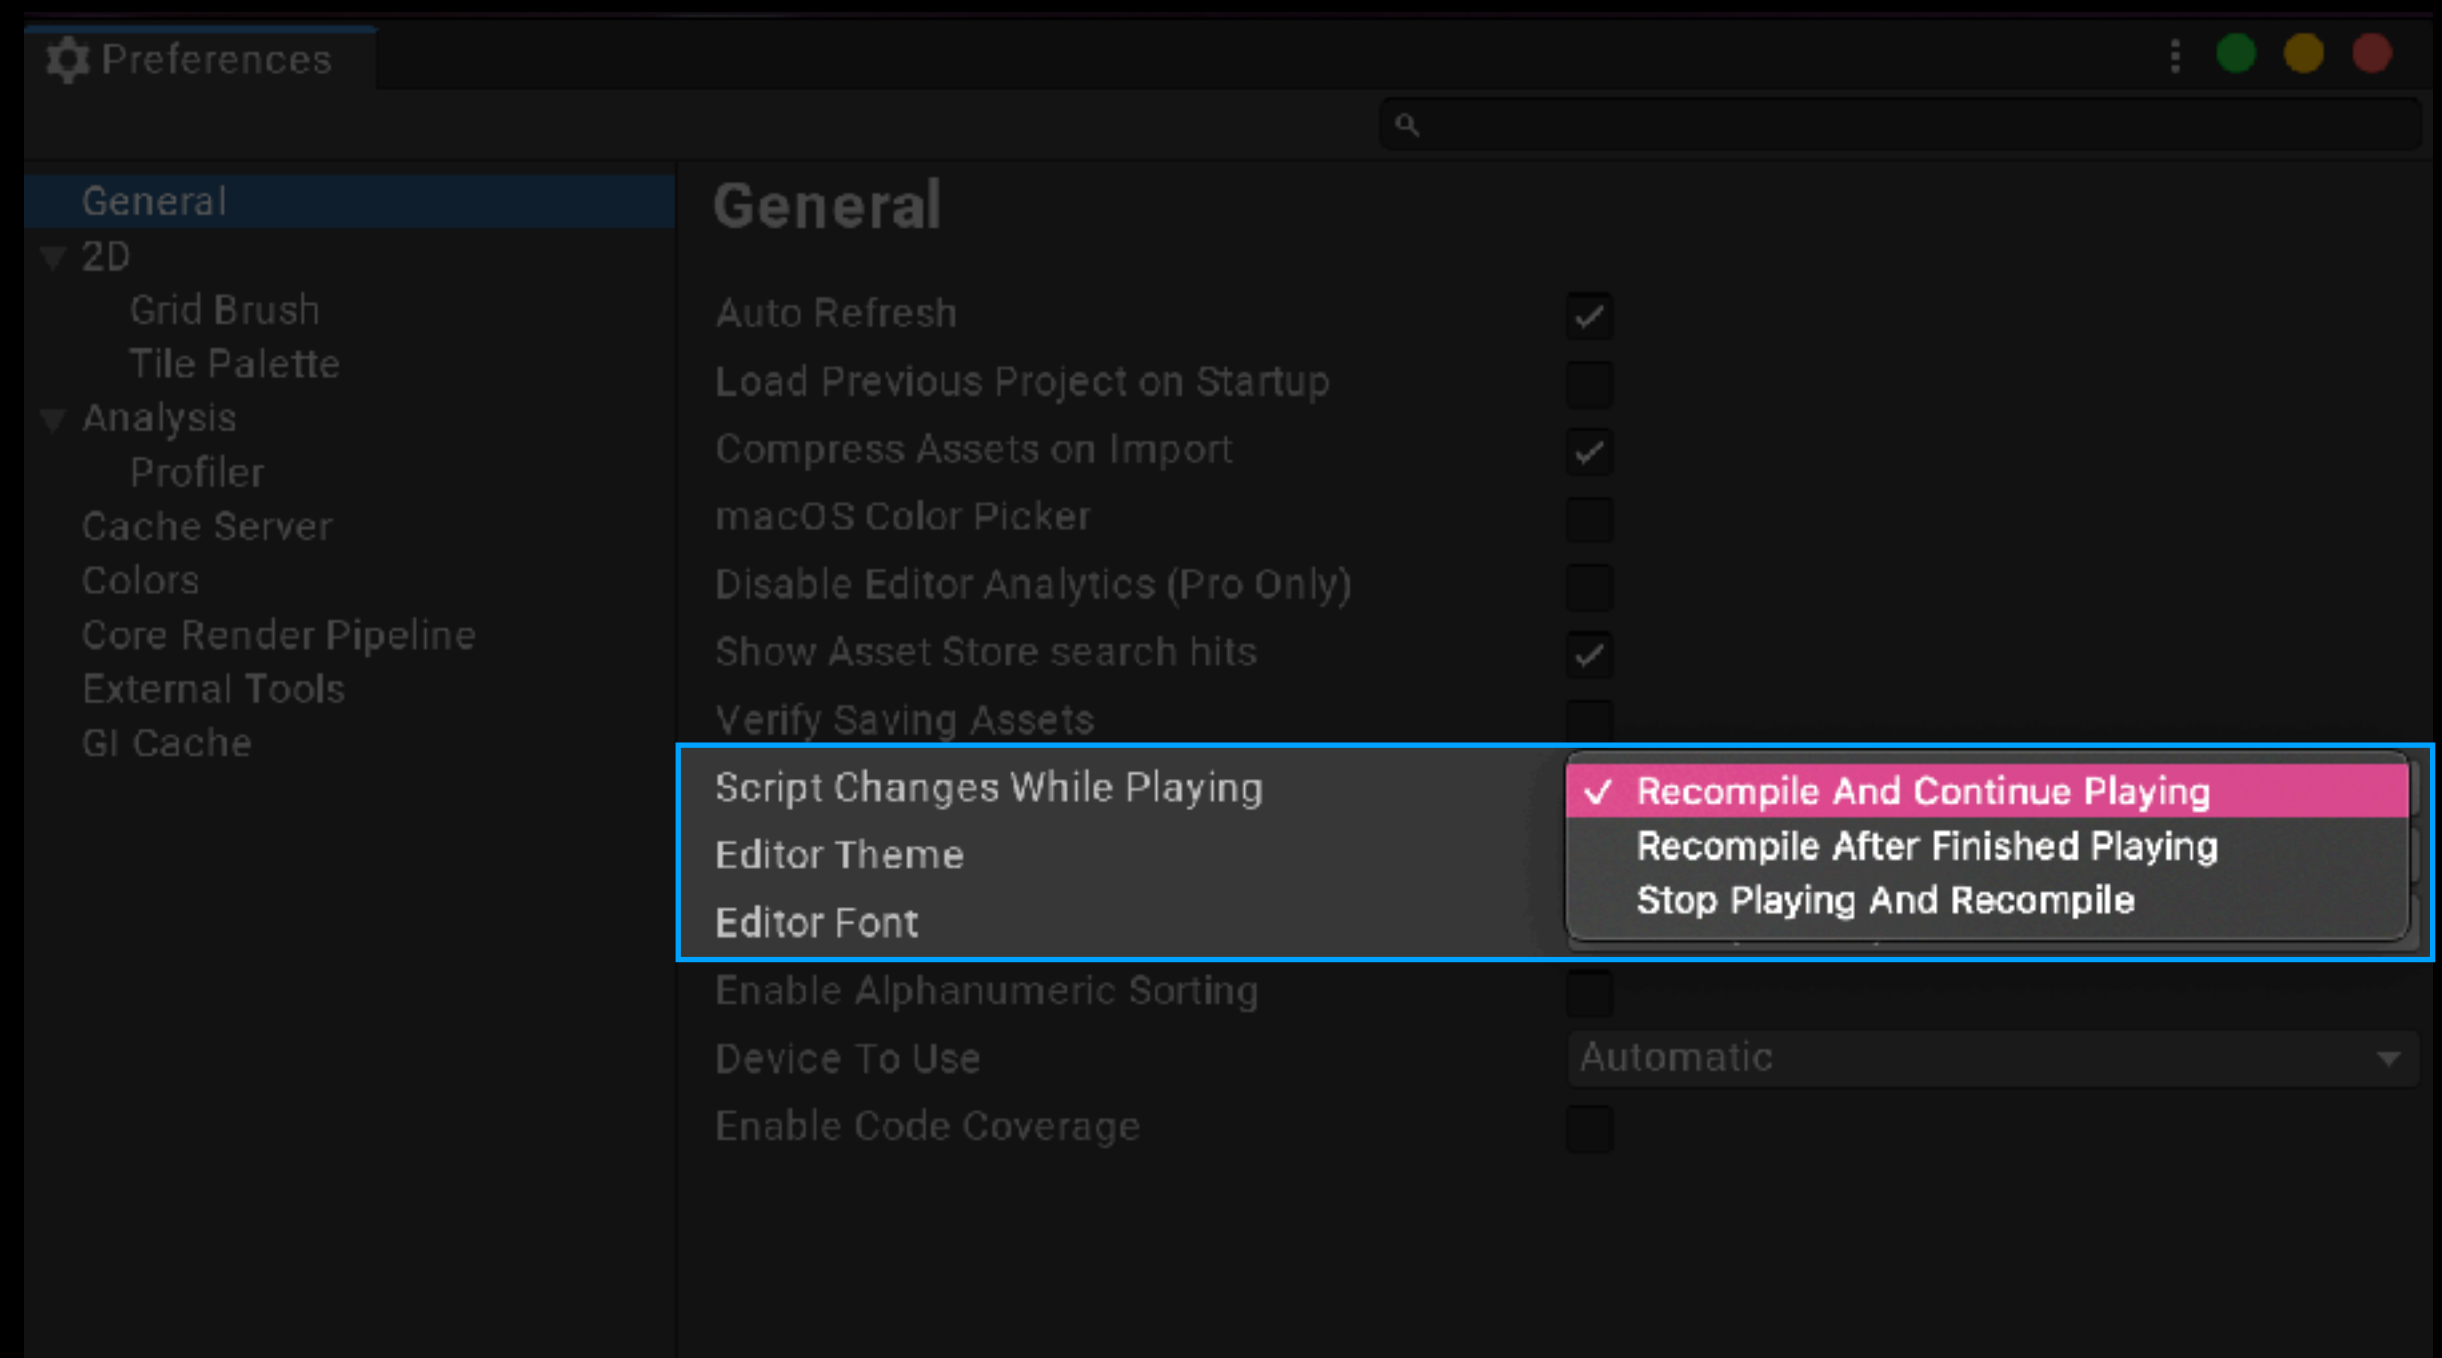 Preferences
General
2D
Grid Brush
Tile Palette
Analysis
Profiler
Cache Server
Colors
Core Render Pipeline
External Tools
GI Cache
General
Auto Refresh
Load Previous Project on Startup
Compress Assets on Import
macOS Color Picker
Disable Editor Analytics (Pro Only)
Show Asset Store search hits
Verify Saving Assets
Script Changes While Playing
Recompile And Continue Playing
Recompile After Finished Playing
Stop Playing And Recompile
Editor Theme
Editor Font
Enable Alphanumeric Sorting
Device To Use Automatic
Enable Code Coverage